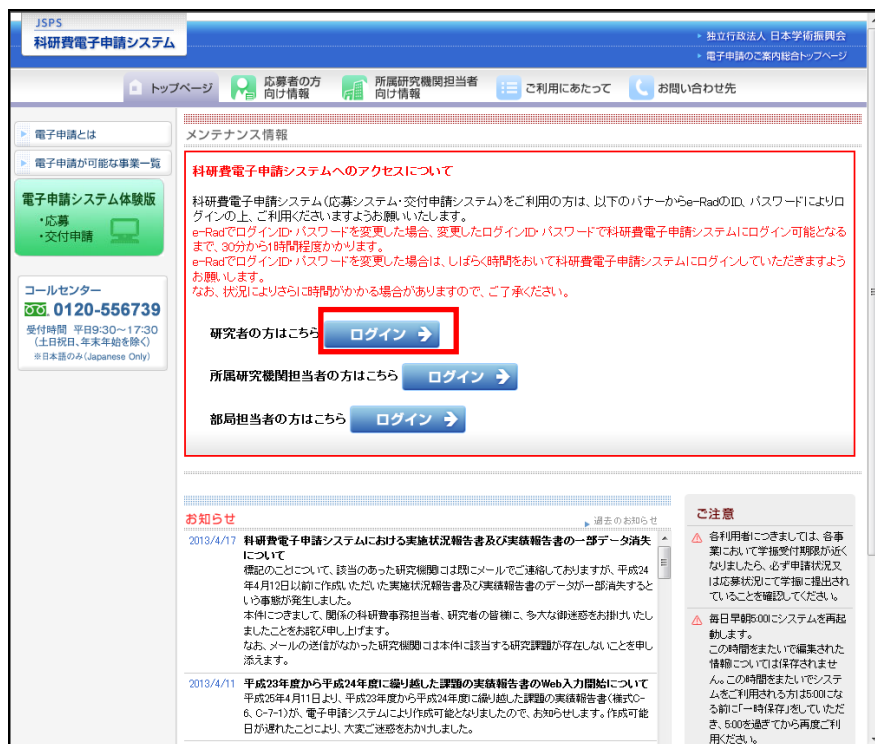 JSPS
科研費電子申請システム
独立行政法人 日本学術振興会
電子申請のご案内総合トップページ
トップページ
応募者の方
向け情報
所属研究機関担当者
向け情報
ご利用にあたって
お問い合わせ先
電子申請とは
電子申請が可能な事業一覧
電子申請システム体験版
・応募
・交付申請
コールセンター
0120-556739
受付時間 平日9:30～17:30
(土日祝日、年末年始を除く)
※日本語のみ(Japanese Only)
メンテナンス情報
科研費電子申請システムへのアクセスについて
科研費電子申請システム(応募システム・交付申請システム)をご利用の方は、以下のバナーからe-RadのID、パスワードによりロ
グインの上、ご利用くださいますようお願いいたします。
e-RadでログインID・パスワードを変更した場合、変更したログインID・パスワードで科研費電子申請システムにログイン可能となる
まで、30分から1時間程度かかります。
e-RadでログインID・パスワードを変更した場合は、しばらく時間をおいて科研費電子申請システムにログインしていただきますよう
お願いします。
なお、状況によりさらに時間がかかる場合がありますので、ご了承ください。
研究者の方はこちら ログイン
所属研究機関担当者の方はこちら ログイン
部局担当者の方はこちら ログイン
お知らせ
過去のお知らせ
2013/4/17 科研費電子申請システムにおける実施状況報告書及び実績報告書の一部データ消失
について
標記のことについて、該当のあった研究機関には既にメールでご連絡しておりますが、平成24
年4月12日以前に作成いただいた実施状況報告書及び実績報告書のデータが一部消失すると
いう事態が発生しました。
本件につきまして、関係の科研費事務担当者、研究者の皆様に、多大な御迷惑をお掛けいたし
ましたことをお詫び申し上げます。
なお、メールの送信がなかった研究機関には本件に該当する研究課題が存在しないことを申し
添えます。
2013/4/11 平成23年度から平成24年度に繰り越した課題の実績報告書のWeb入力開始について
平成25年4月11日より、平成23年度から平成24年度に繰り越した課題の実績報告書(様式C-
6、C-7-1)が、電子申請システムにより作成可能となりましたので、お知らせします。作成可能
日が遅れたことにより、大変ご迷惑をおかけしました。
ご注意
各利用者につきましては、各事
業において学振受付期限が近く
なりましたら、必ず申請状況又
は応募状況にて学振に提出され
ていることを確認してください。
毎日早朝5:00にシステムを再起
動します。
この時間をまたいで編集された
情報については保存されませ
ん。この時間をまたいでシステ
ムをご利用される方は5:00にな
る前に「一時保存」をしていただ
き、5:00を過ぎてから再度ご利
用ください。